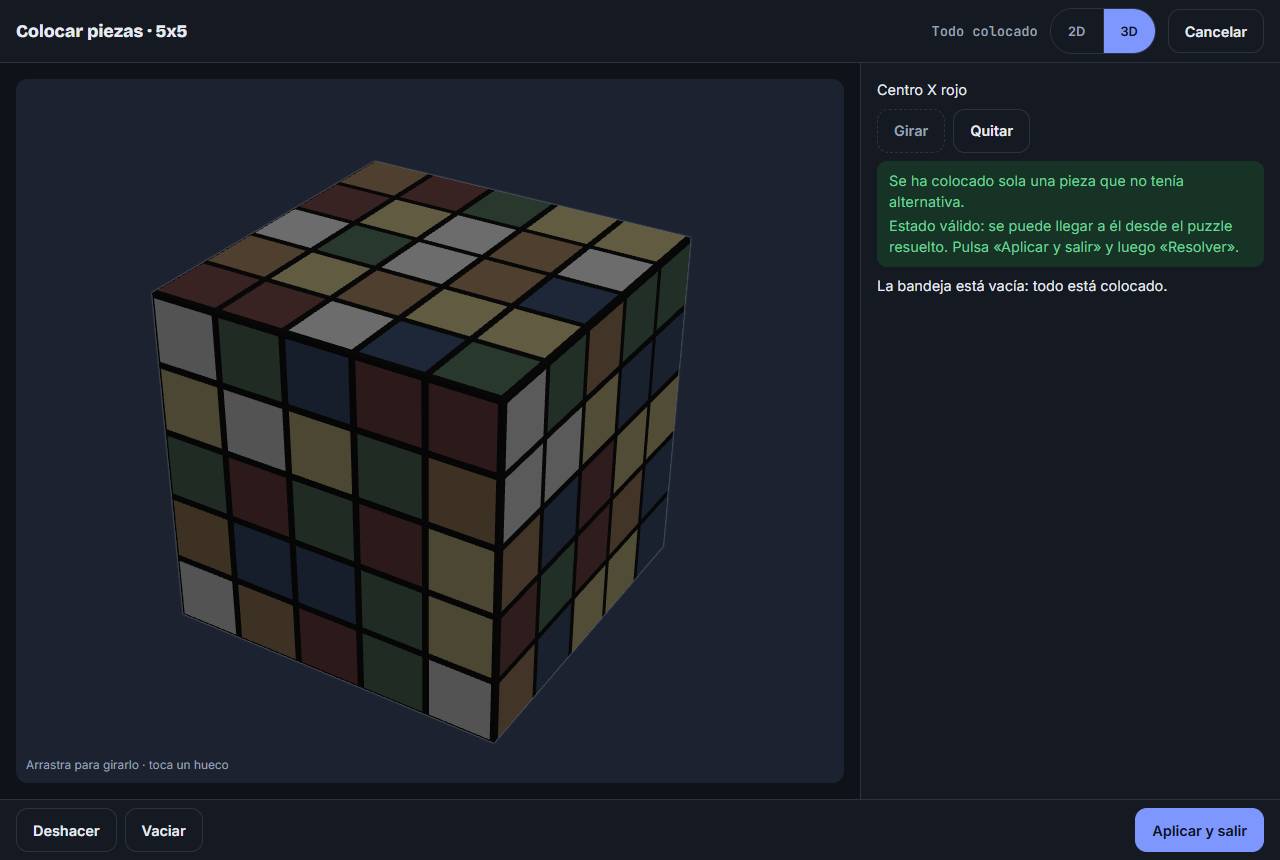 Colocar piezas · 5x5
Todo colocado
2D
3D
Cancelar
Centro X rojo
Girar
Quitar
Se ha colocado sola una pieza que no tenía
alternativa.
Estado válido: se puede llegar a él desde el puzzle
resuelto. Pulsa «Aplicar y salir» y luego «Resolver».
La bandeja está vacía: todo está colocado.
Arrastra para girarlo · toca un hueco
Deshacer
Vaciar
Aplicar y salir